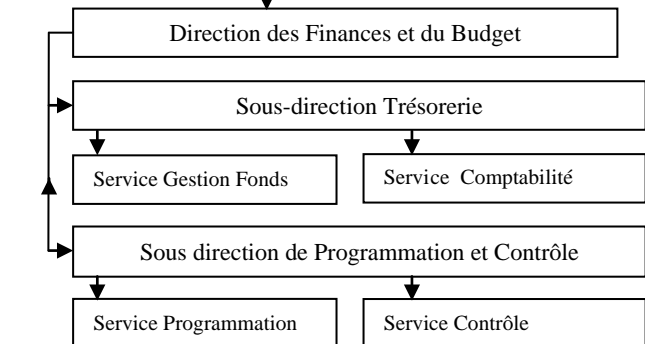 Direction des Finances et du Budget
Sous-direction Trésorerie
Service Gestion Fonds
Service Comptabilité
Sous direction de Programmation et Contrôle
Service Programmation
Service Contrôle